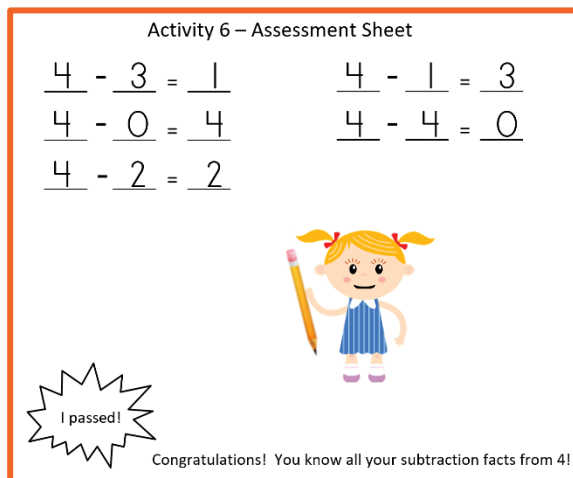 Activity 6 – Assessment Sheet
4 - 3 = 1
4 - 1 = 3
4 - 0 = 4
4 - 4 = 0
4 - 2 = 2
I passed!
Congratulations!  You know all your subtraction facts from 4!